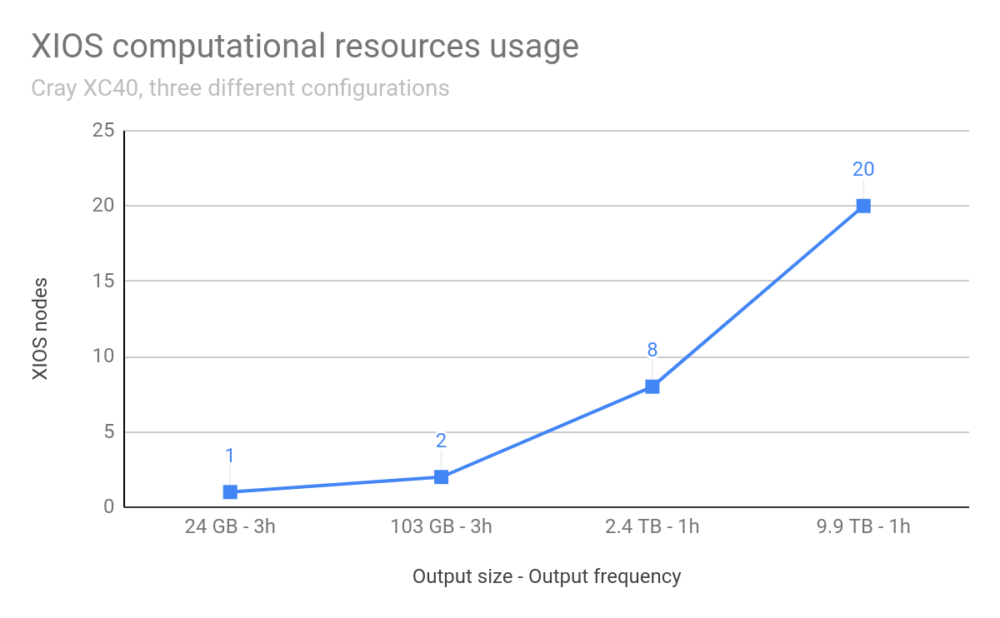 XIOS computational resources usage
Cray XC40, three different configurations
25
20
15
10
5
0
XIOS nodes
1
2
8
20
24 GB - 3h
103 GB - 3h
2.4 TB - 1h
9.9 TB - 1h
Output size - Output frequency